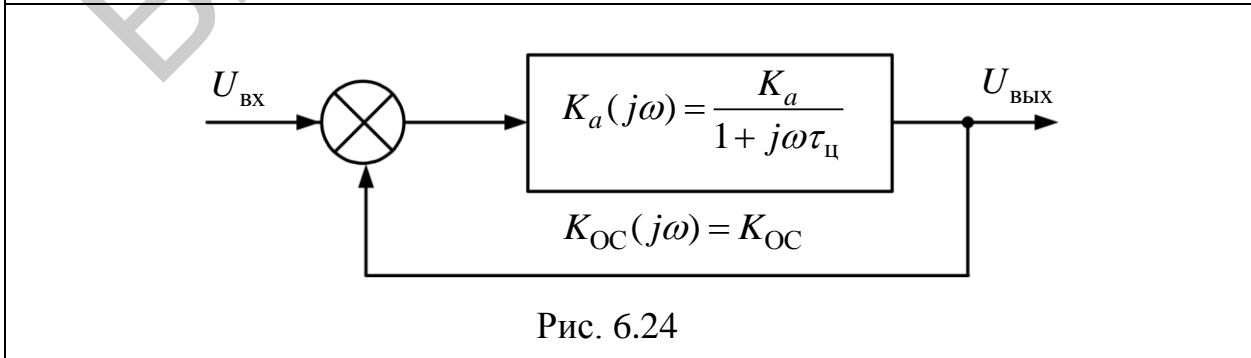 U_вх
K_a(jω) = K_a / (1 + jωτ_ц)
U_вых
K_ОС(jω) = K_ОС
Рис. 6.24